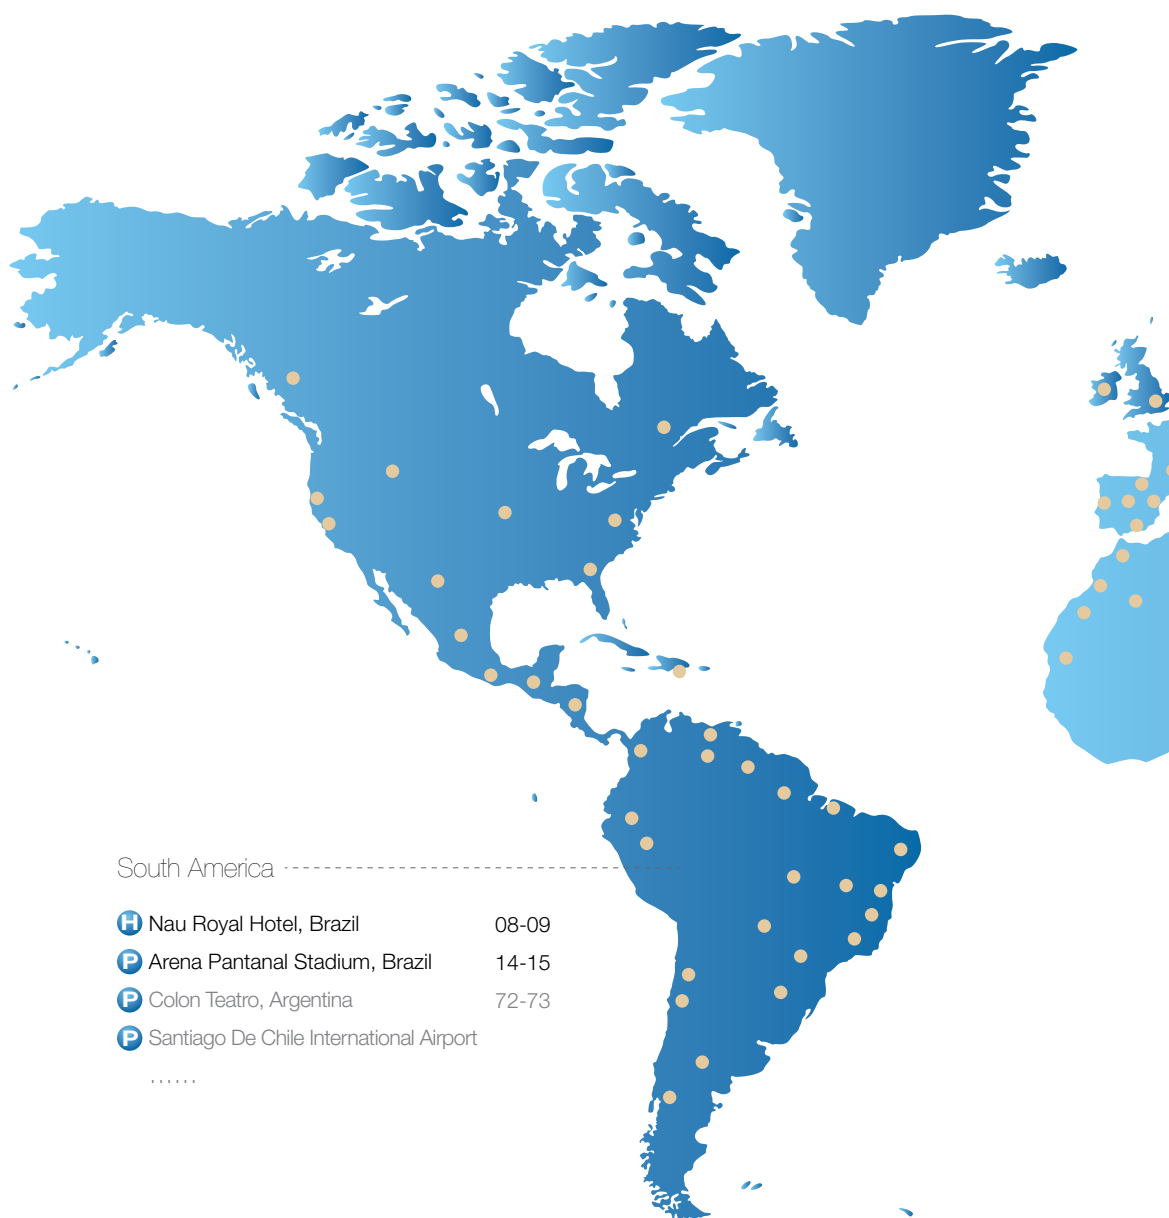 South America
H Nau Royal Hotel, Brazil 08-09
P Arena Pantanal Stadium, Brazil 14-15
P Colon Teatro, Argentina 72-73
P Santiago De Chile International Airport
......